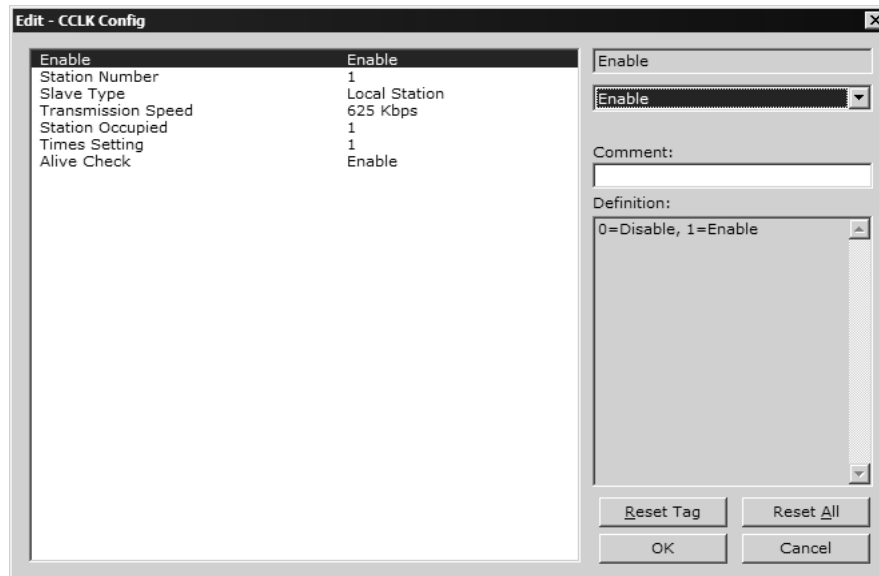 Edit - CCLK Config
Enable Enable
Station Number 1
Slave Type Local Station
Transmission Speed 625 Kbps
Station Occupied 1
Times Setting 1
Alive Check Enable
Enable
Enable
Comment:
Definition:
0=Disable, 1=Enable
Reset Tag Reset All
OK Cancel